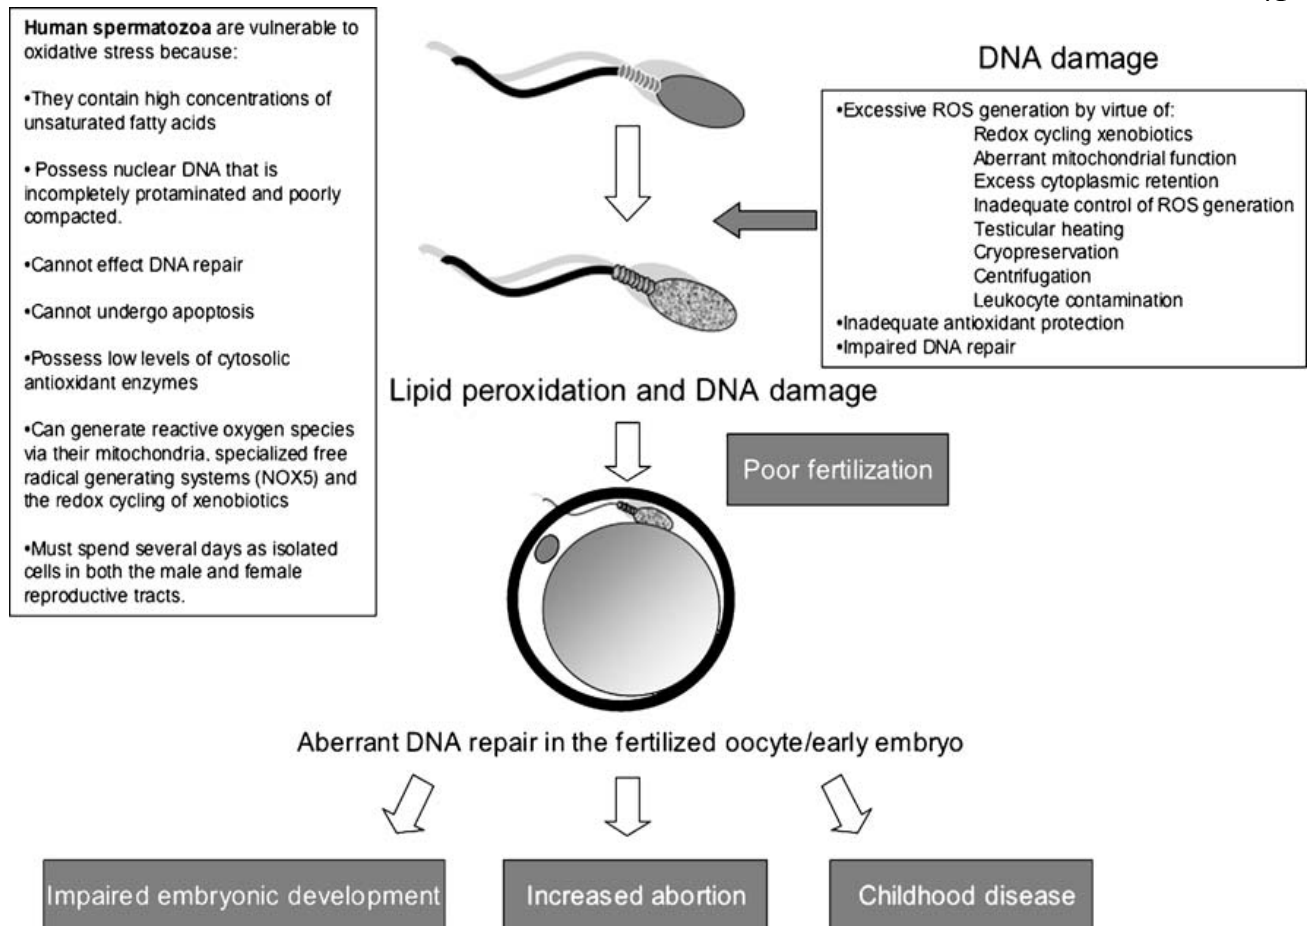 Human spermatozoa are vulnerable to
oxidative stress because:
•They contain high concentrations of
unsaturated fatty acids
• Possess nuclear DNA that is
incompletely protaminated and poorly
compacted.
•Cannot effect DNA repair
•Cannot undergo apoptosis
•Possess low levels of cytosolic
antioxidant enzymes
•Can generate reactive oxygen species
via their mitochondria, specialized free
radical generating systems (NOX5) and
the redox cycling of xenobiotics
•Must spend several days as isolated
cells in both the male and female
reproductive tracts.
DNA damage
•Excessive ROS generation by virtue of:
Redox cycling xenobiotics
Aberrant mitochondrial function
Excess cytoplasmic retention
Inadequate control of ROS generation
Testicular heating
Cryopreservation
Centrifugation
Leukocyte contamination
•Inadequate antioxidant protection
•Impaired DNA repair
Lipid peroxidation and DNA damage
Poor fertilization
Aberrant DNA repair in the fertilized oocyte/early embryo
Impaired embryonic development
Increased abortion
Childhood disease